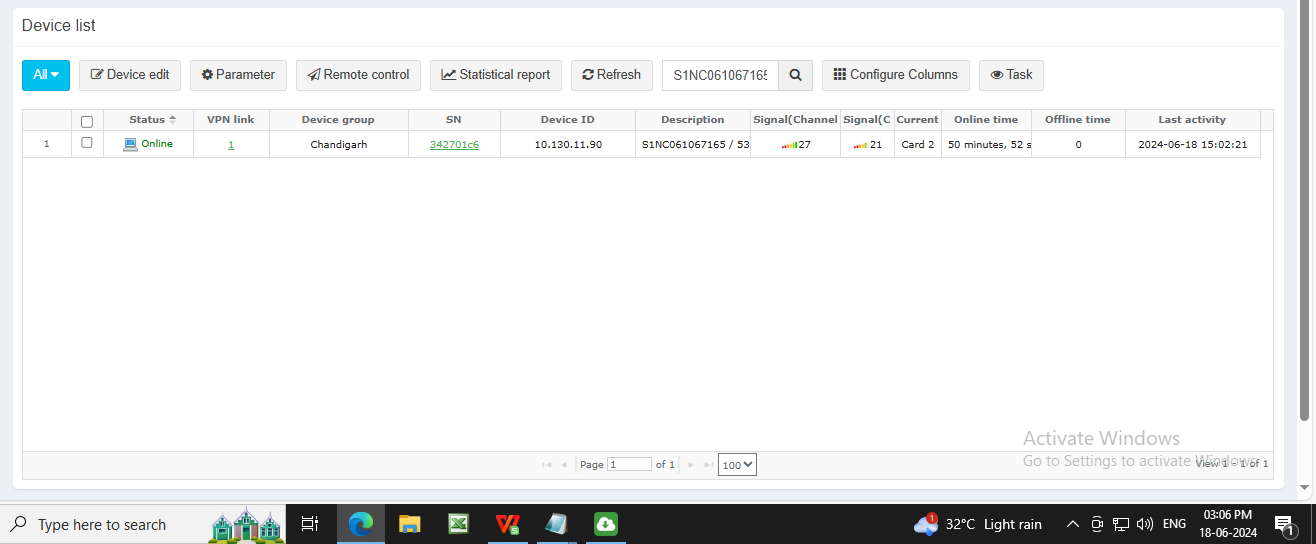 Device list
All Device edit Parameter Remote control Statistical report Refresh S1NC061067165 Configure Columns Task
Status VPN link Device group SN Device ID Description Signal(Channel Signal(C Current Online time Offline time Last activity
1 Online 1 Chandigarh 342701c6 10.130.11.90 S1NC061067165 / 53 27 21 Card 2 50 minutes, 52 s 0 2024-06-18 15:02:21
Activate Windows
Go to Settings to activate Windows.
Page 1 of 1 100 View 1 - 1 of 1
Type here to search 1 32°C Light rain ENG 03:06 PM
18-06-2024 1